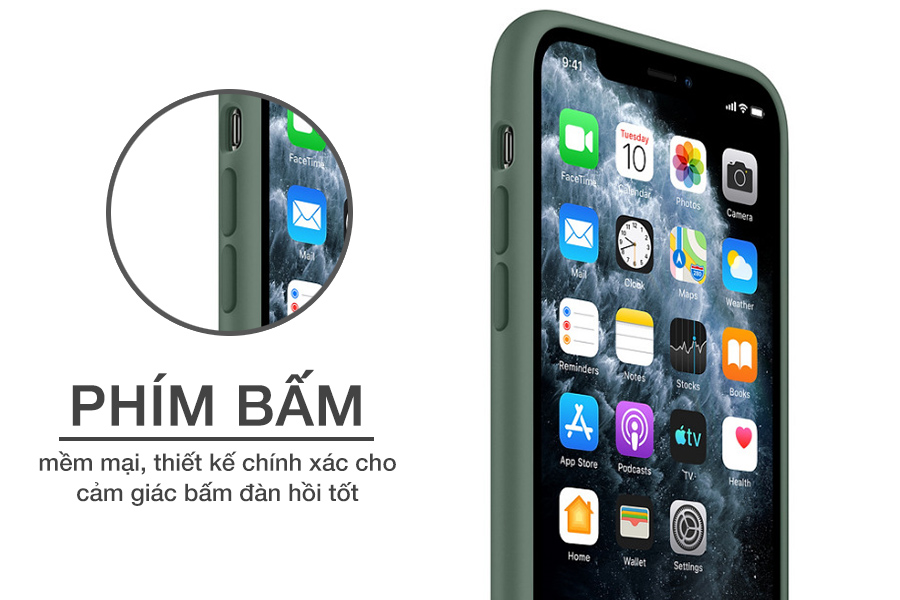 PHÍM BẤM
mềm mại, thiết kế chính xác cho
cảm giác bấm đàn hồi tốt
FaceTime
Mail
9:41
Tuesday
10
FaceTime
Calendar
Photos
Camera
Mail
Clock
Maps
Weather
Reminders
Notes
Stocks
Books
App Store
Podcasts
tv
TV
Health
Home
Wallet
Settings